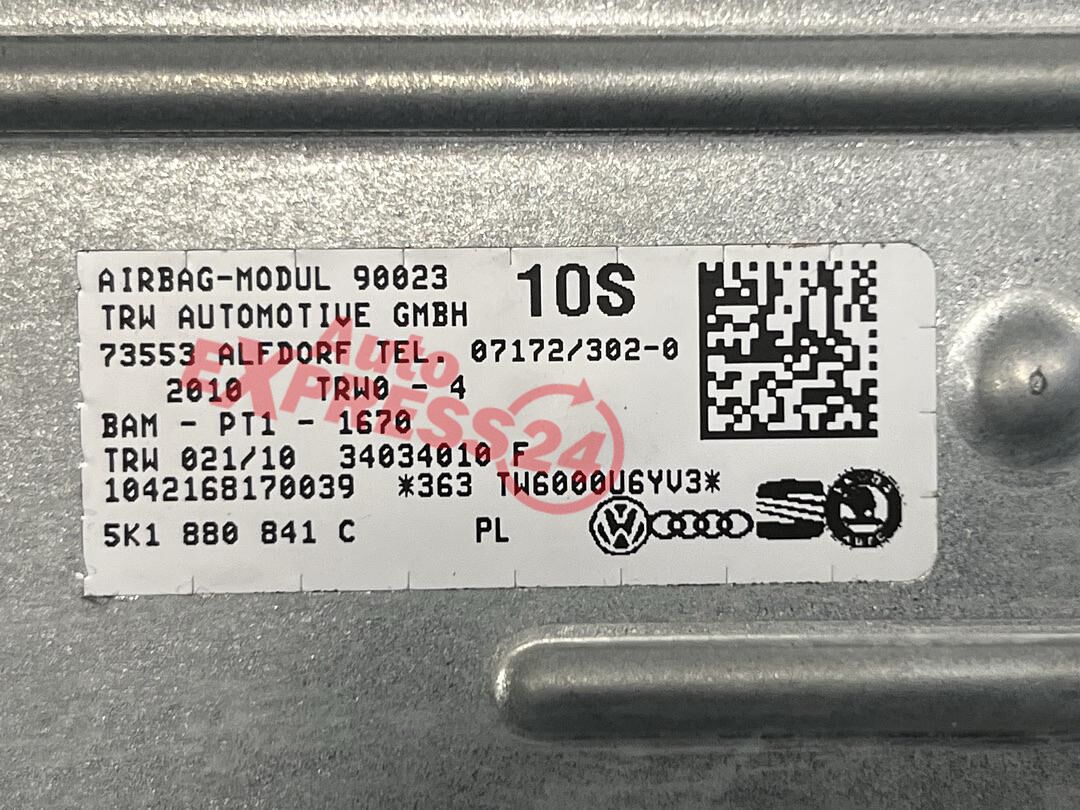 AIRBAG-MODUL 90023
10S
TRW AUTOMOTIVE GMBH
73553 ALFDORF TEL. 07172/302-0
2010 TRW0 - 4
BAM - PT1 - 1670
TRW 021/10 34034010 F
1042168170039 *363 TW6000U6YV3*
5K1 880 841 C PL
Auto
EXPRESS24